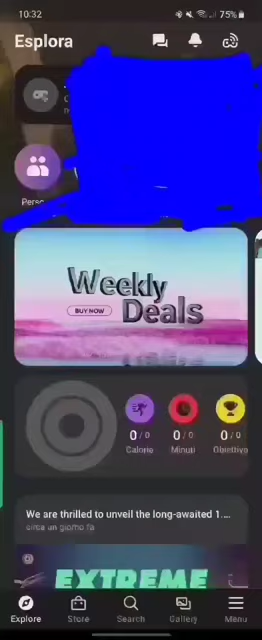 10.32
75%
Esplora
Weekly
Deals
BUY NOW
0/0
0/0
0/0
Calorie
Minuti
Obiettivo
We are thrilled to unveil the long-awaited 1....
circa un giorno fa
EXTREME
Explore
Store
Search
Gallery
Menu